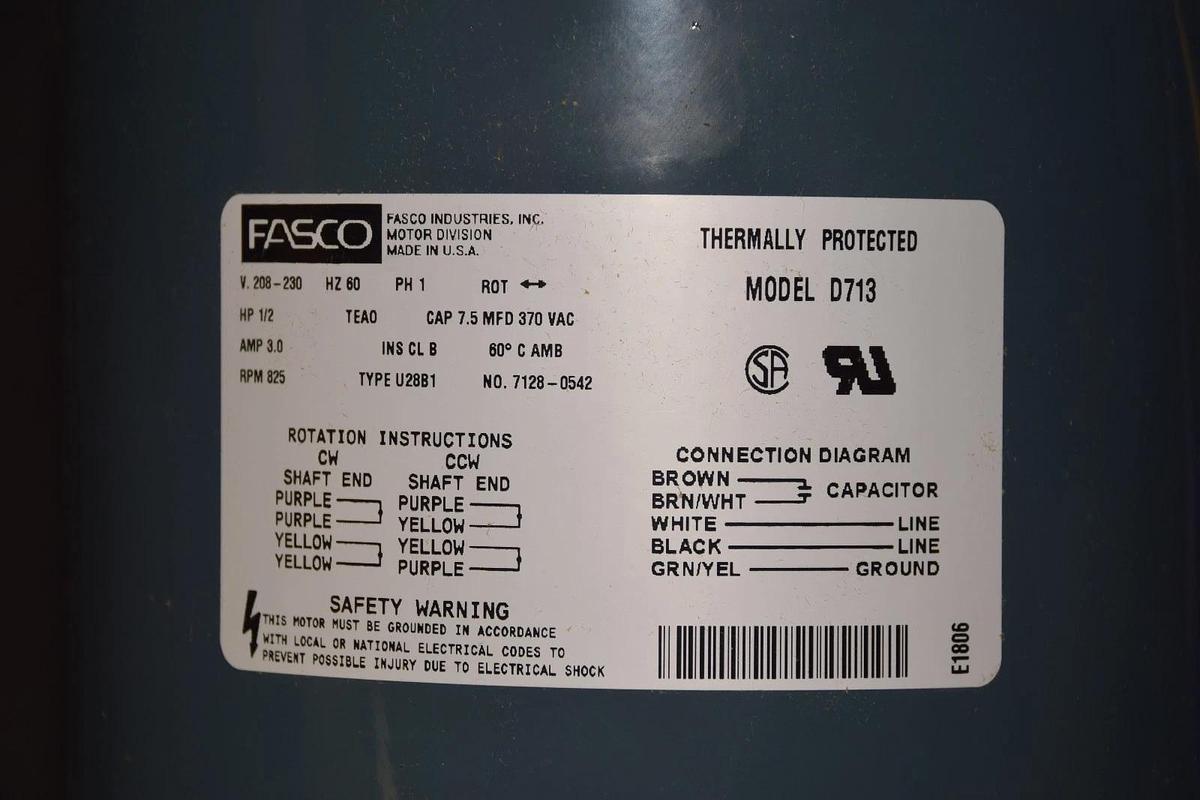 FASCO
FASCO INDUSTRIES, INC.
MOTOR DIVISION
MADE IN U.S.A.
V. 208-230 HZ 60 PH 1 ROT ↔
HP 1/2 TEAO CAP 7.5 MFD 370 VAC
AMP 3.0 INS CL B 60° C AMB
RPM 825 TYPE U28B1 NO. 7128-0542
THERMALLY PROTECTED
MODEL D713
SA RU
ROTATION INSTRUCTIONS
CW CCW
SHAFT END SHAFT END
PURPLE PURPLE
PURPLE YELLOW
YELLOW YELLOW
YELLOW PURPLE
CONNECTION DIAGRAM
BROWN
BRN/WHT CAPACITOR
WHITE LINE
BLACK LINE
GRN/YEL GROUND
SAFETY WARNING
THIS MOTOR MUST BE GROUNDED IN ACCORDANCE
WITH LOCAL OR NATIONAL ELECTRICAL CODES TO
PREVENT POSSIBLE INJURY DUE TO ELECTRICAL SHOCK
E1806